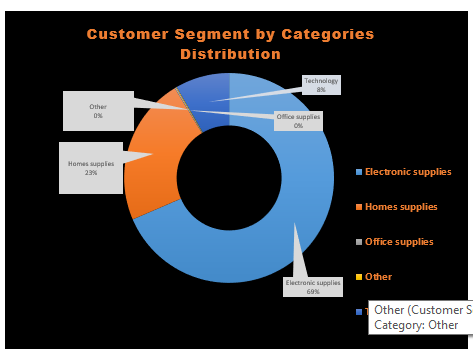 Customer Segment by Categories
Distribution
Technology
8%
Other
0%
Office supplies
0%
Homes supplies
23%
Electronic supplies
69%
Electronic supplies
Homes supplies
Office supplies
Other
Other (Customer S
Category: Other